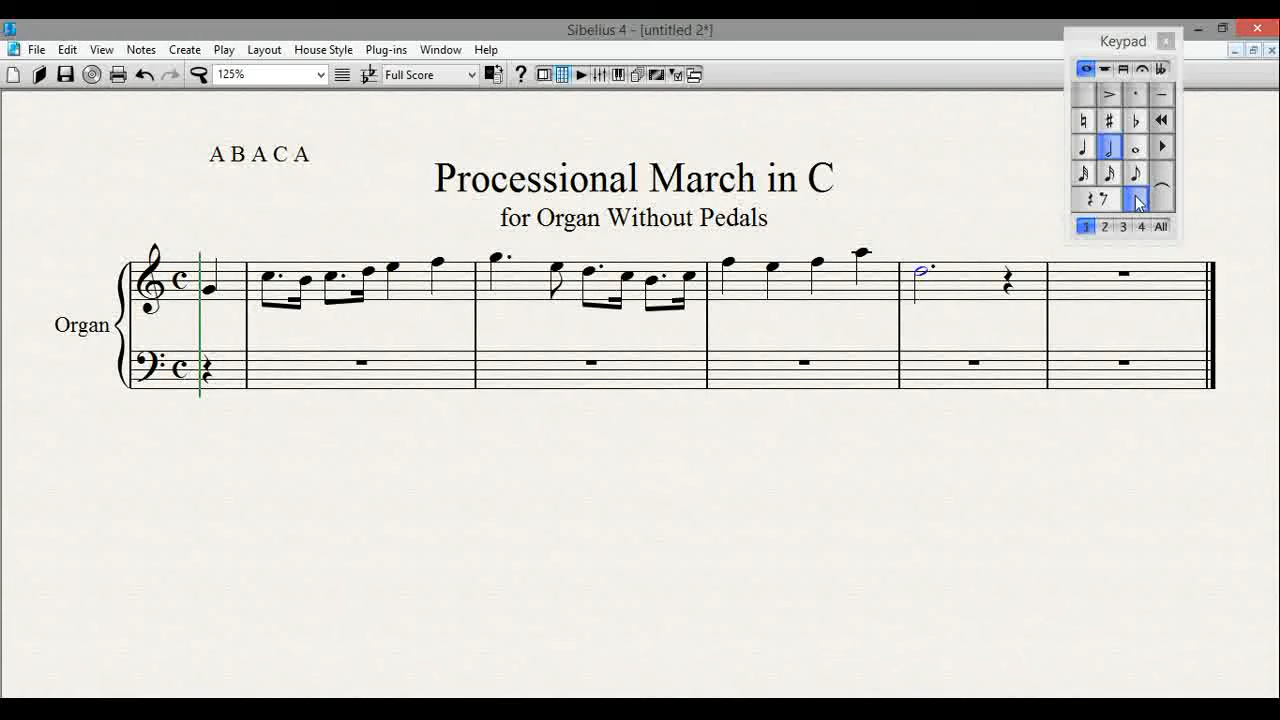 Sibelius 4 - [untitled 2*]
File Edit View Notes Create Play Layout House Style Plug-ins Window Help
125% Full Score
Keypad
1 2 3 4 All
A B A C A
Processional March in C
for Organ Without Pedals
Organ